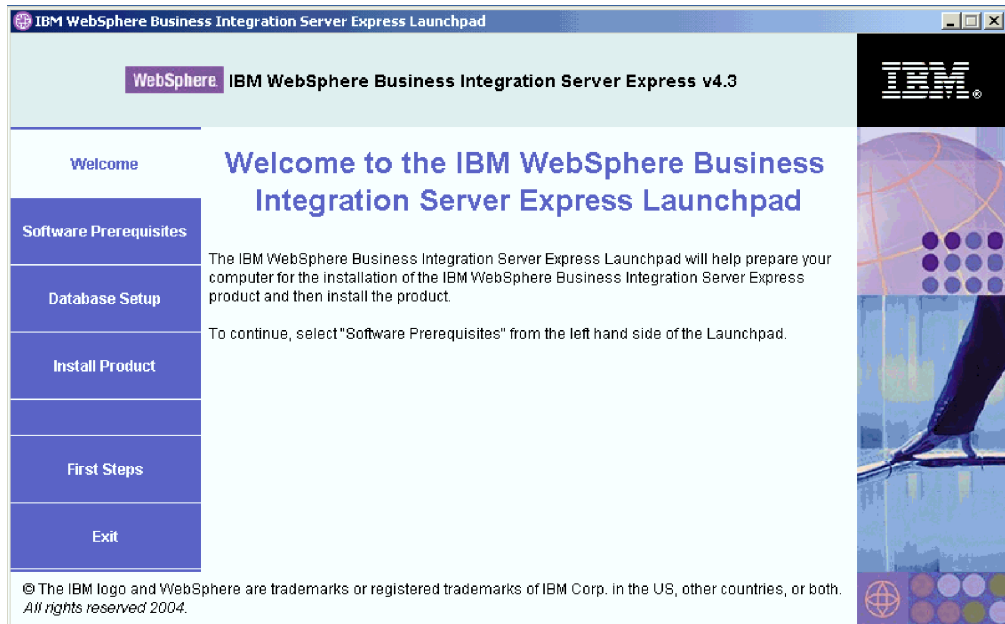 IBM WebSphere Business Integration Server Express Launchpad
WebSphere. IBM WebSphere Business Integration Server Express v4.3
IBM®
Welcome
Software Prerequisites
Database Setup
Install Product
First Steps
Exit
Welcome to the IBM WebSphere Business
Integration Server Express Launchpad
The IBM WebSphere Business Integration Server Express Launchpad will help prepare your
computer for the installation of the IBM WebSphere Business Integration Server Express
product and then install the product.
To continue, select "Software Prerequisites" from the left hand side of the Launchpad.
© The IBM logo and WebSphere are trademarks or registered trademarks of IBM Corp. in the US, other countries, or both.
All rights reserved 2004.